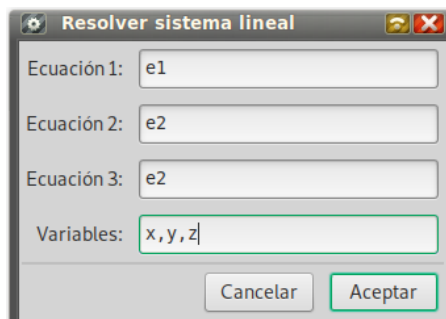 Resolver sistema lineal
Ecuación 1: e1
Ecuación 2: e2
Ecuación 3: e2
Variables: x,y,z
Cancelar Aceptar